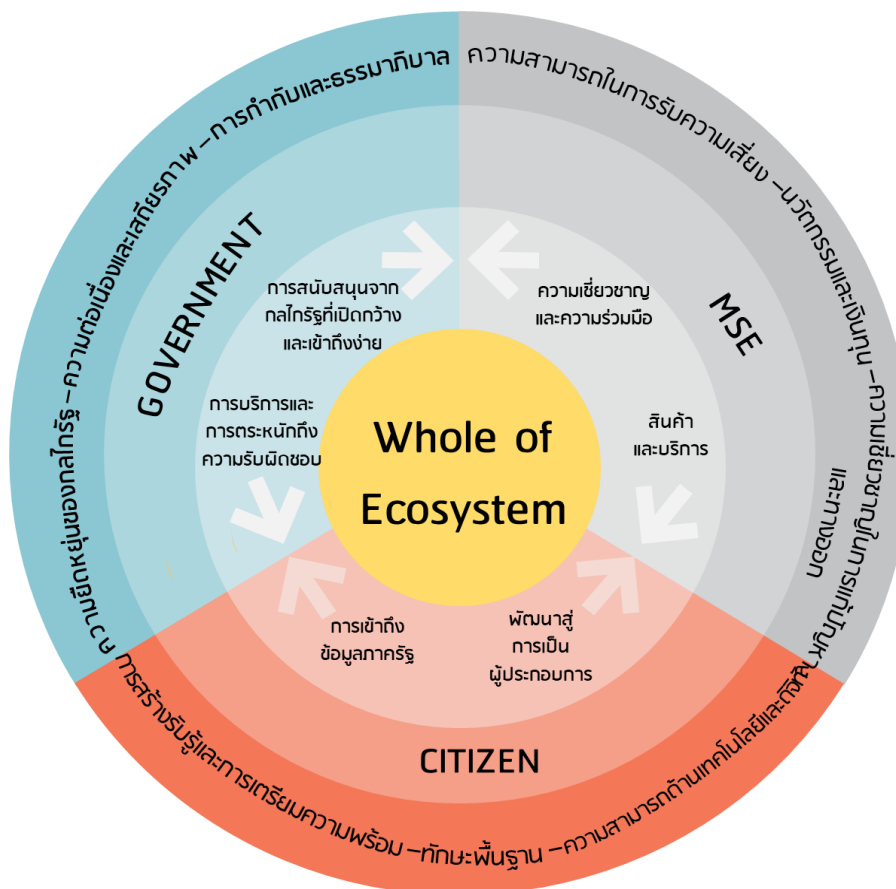 ความยืดหยุ่นของกลไกรัฐ –ความต่อเนื่องและเสถียรภาพ –การกำกับและธรรมาภิบาล
ความสามารถในการรับความเสี่ยง –นวัตกรรมและเงินทุน –ความเชี่ยวชาญในการแก้ปัญหา
และทางออก
GOVERNMENT
MSE
การสนับสนุนจาก
กลไกรัฐที่เปิดกว้าง
และเข้าถึงง่าย
ความเชี่ยวชาญ
และความร่วมมือ
การบริการและ
การตระหนักถึง
ความรับผิดชอบ
สินค้า
และบริการ
Whole of
Ecosystem
การเข้าถึง
ข้อมูลภาครัฐ
พัฒนาสู่
การเป็น
ผู้ประกอบการ
CITIZEN
การสร้างรับรู้และการเตรียมความพร้อม –ทักษะพื้นฐาน –ความสามารถด้านเทคโนโลยีและดิจิทัล